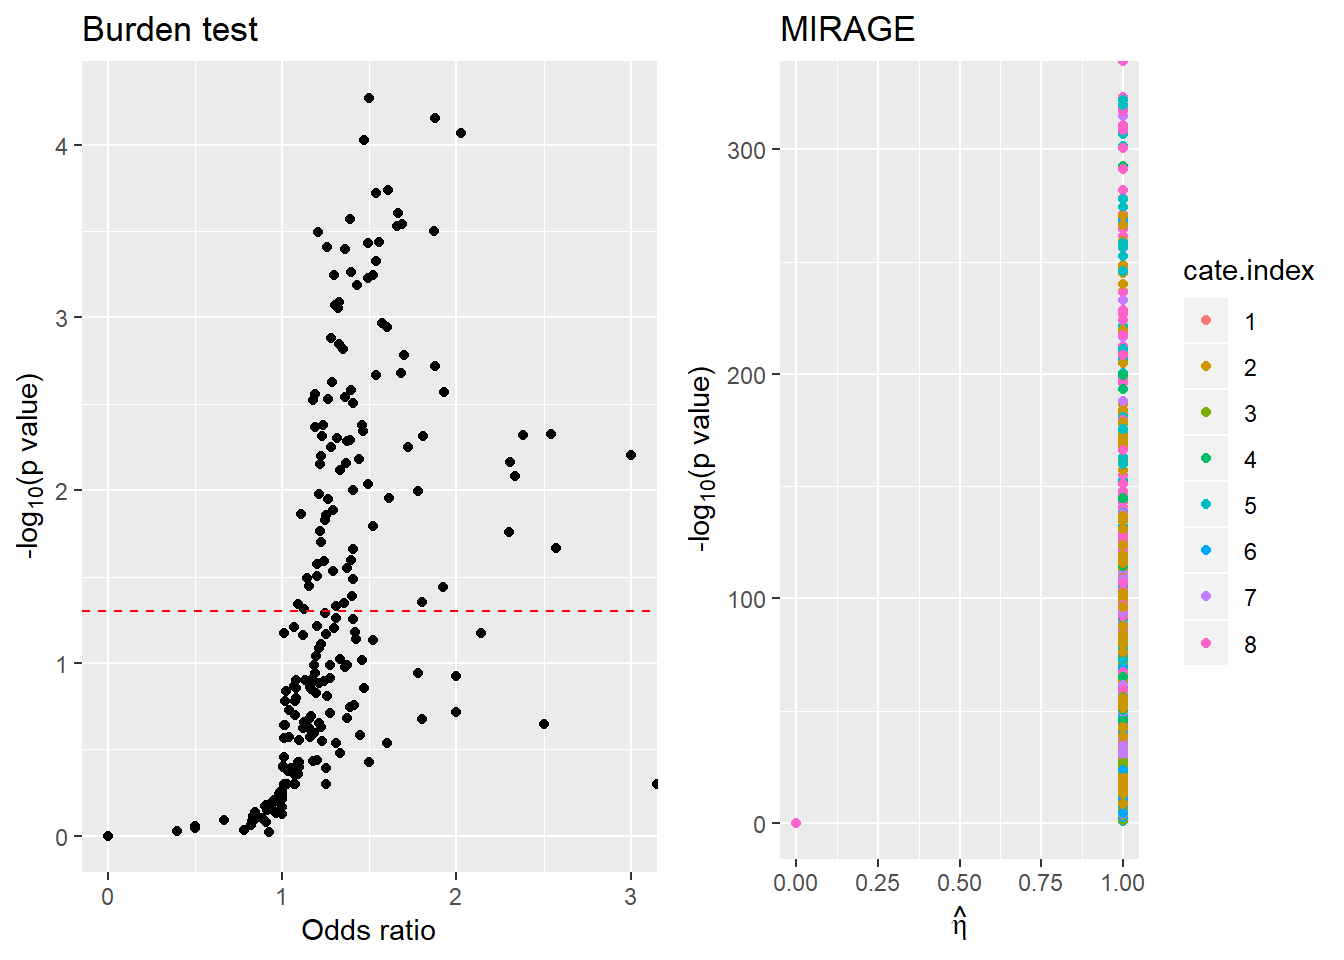 Burden test
-log10(p value)
4
3
2
1
0
0 1 2 3
Odds ratio
MIRAGE
-log10(p value)
300
200
100
0
0.00 0.25 0.50 0.75 1.00
η̂
cate.index
1
2
3
4
5
6
7
8